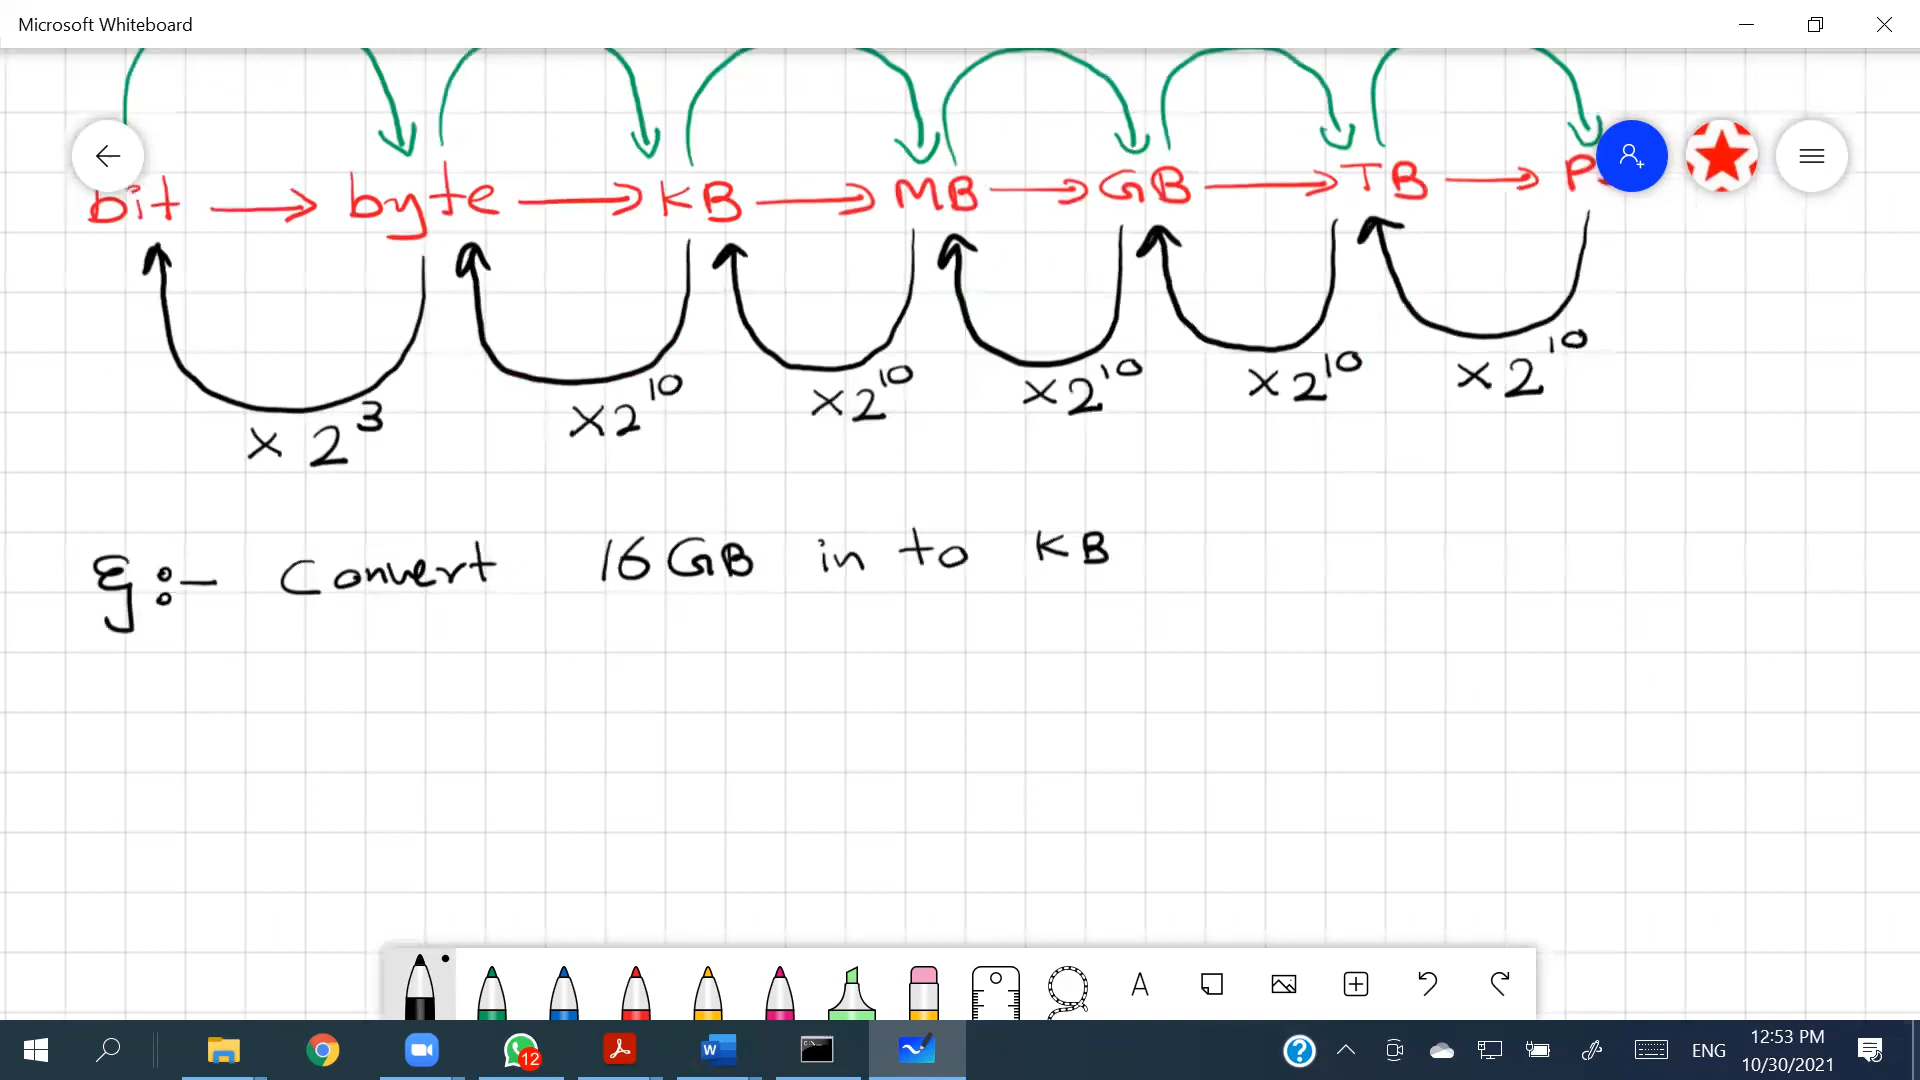 Microsoft Whiteboard
bit → byte → KB → MB → GB → TB → P
× 2³ ×2¹⁰ ×2¹⁰ ×2¹⁰ ×2¹⁰ ×2¹⁰
Eg:- Convert 16 GB in to KB
12
W
ENG
12:53 PM
10/30/2021